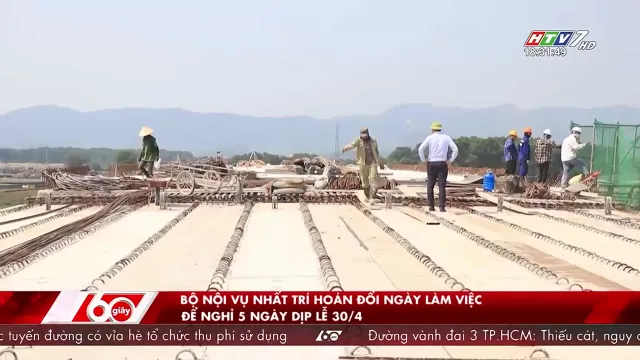 HTV7 HD
18:31:49
60 giây
BỘ NỘI VỤ NHẤT TRÍ HOÁN ĐỔI NGÀY LÀM VIỆC
ĐỂ NGHỈ 5 NGÀY DỊP LỄ 30/4
c tuyến đường có vỉa hè tổ chức thu phí sử dụng
Đường vành đai 3 TP.HCM: Thiếu cát, nguy